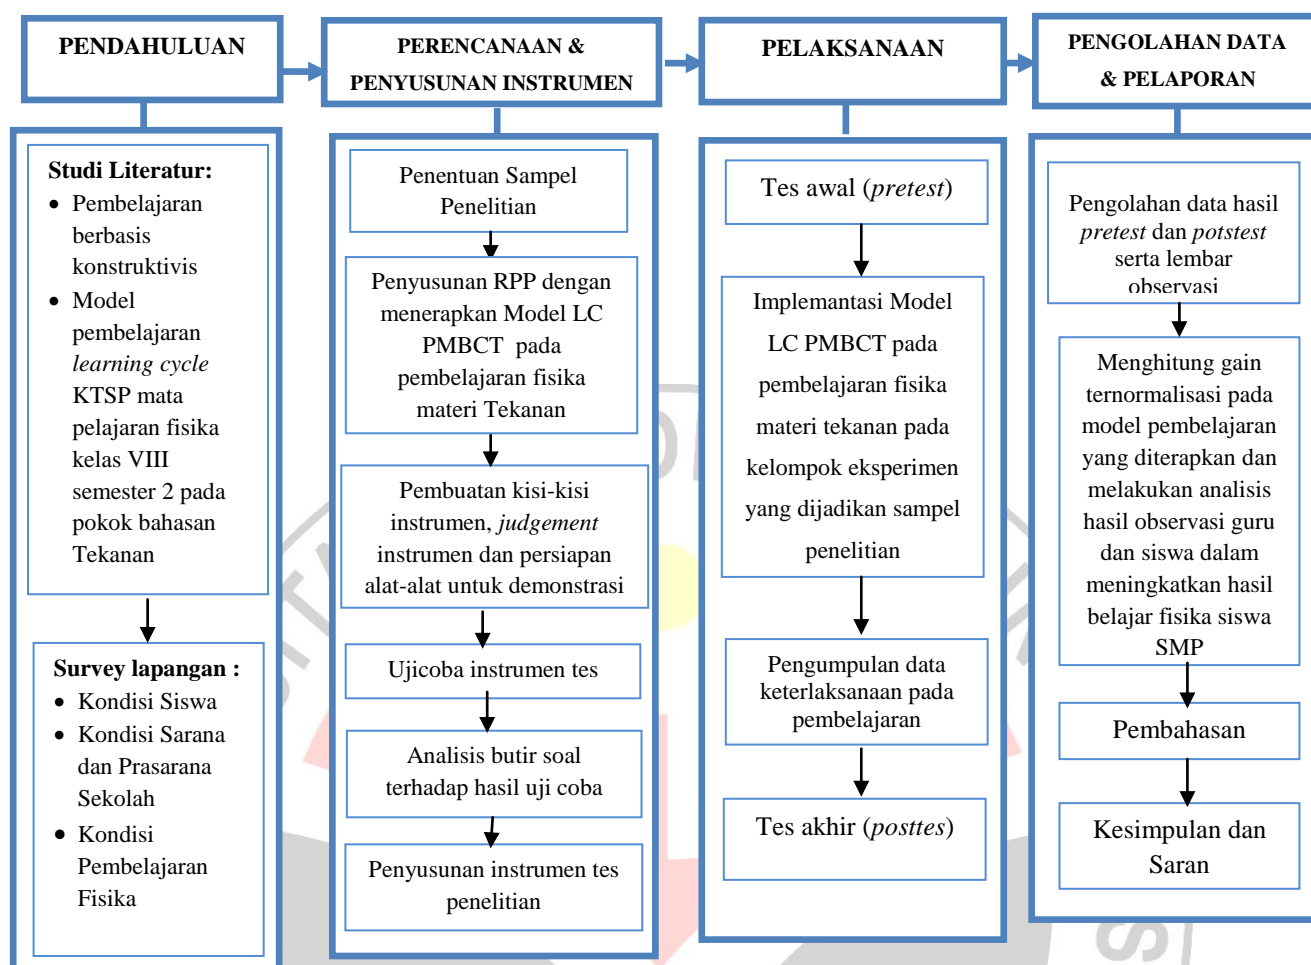 PENDAHULUAN
Studi Literatur:
• Pembelajaran
berbasis
konstruktivis
• Model
pembelajaran
learning cycle
KTSP mata
pelajaran fisika
kelas VIII
semester 2 pada
pokok bahasan
Tekanan
Survey lapangan :
• Kondisi Siswa
• Kondisi Sarana
dan Prasarana
Sekolah
• Kondisi
Pembelajaran
Fisika
PERENCANAAN &
PENYUSUNAN INSTRUMEN
Penentuan Sampel
Penelitian
Penyusunan RPP dengan
menerapkan Model LC
PMBCT pada
pembelajaran fisika
materi Tekanan
Pembuatan kisi-kisi
instrumen, judgement
instrumen dan persiapan
alat-alat untuk demonstrasi
Ujicoba instrumen tes
Analisis butir soal
terhadap hasil uji coba
Penyusunan instrumen tes
penelitian
PELAKSANAAN
Tes awal (pretest)
Implemantasi Model
LC PMBCT pada
pembelajaran fisika
materi tekanan pada
kelompok eksperimen
yang dijadikan sampel
penelitian
Pengumpulan data
keterlaksanaan pada
pembelajaran
Tes akhir (posttes)
PENGOLAHAN DATA
& PELAPORAN
Pengolahan data hasil
pretest dan potstest
serta lembar
observasi
Menghitung gain
ternormalisasi pada
model pembelajaran
yang diterapkan dan
melakukan analisis
hasil observasi guru
dan siswa dalam
meningkatkan hasil
belajar fisika siswa
SMP
Pembahasan
Kesimpulan dan
Saran